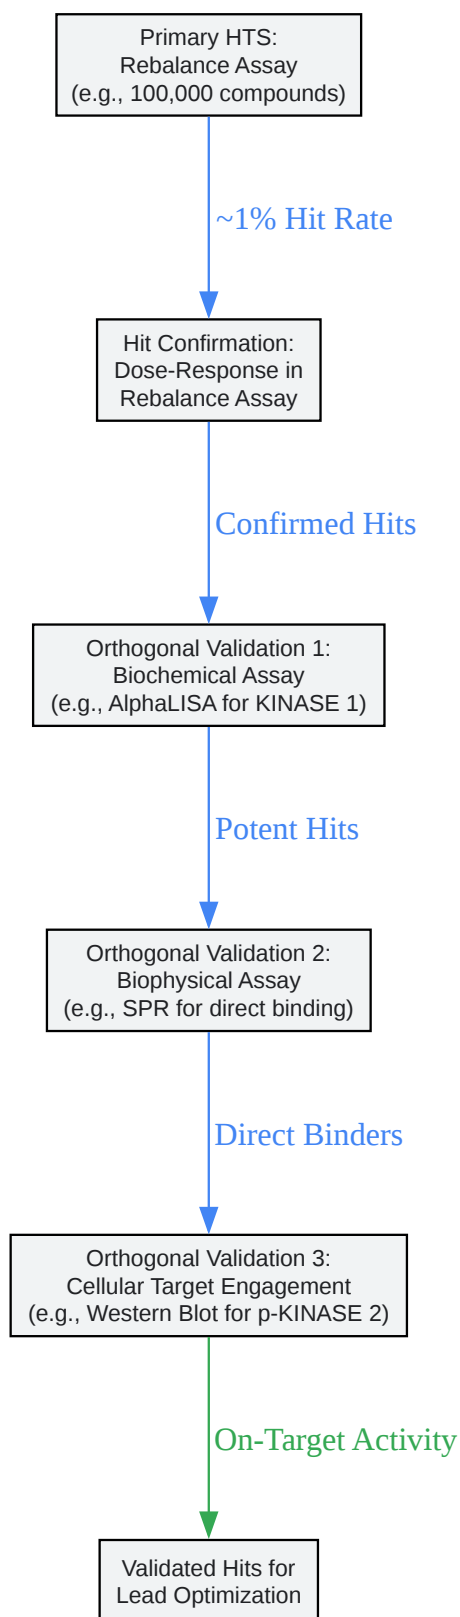 Primary HTS:
Rebalance Assay
(e.g., 100,000 compounds)
~1% Hit Rate
Hit Confirmation:
Dose-Response in
Rebalance Assay
Confirmed Hits
Orthogonal Validation 1:
Biochemical Assay
(e.g., AlphaLISA for KINASE 1)
Potent Hits
Orthogonal Validation 2:
Biophysical Assay
(e.g., SPR for direct binding)
Direct Binders
Orthogonal Validation 3:
Cellular Target Engagement
(e.g., Western Blot for p-KINASE 2)
On-Target Activity
Validated Hits for
Lead Optimization